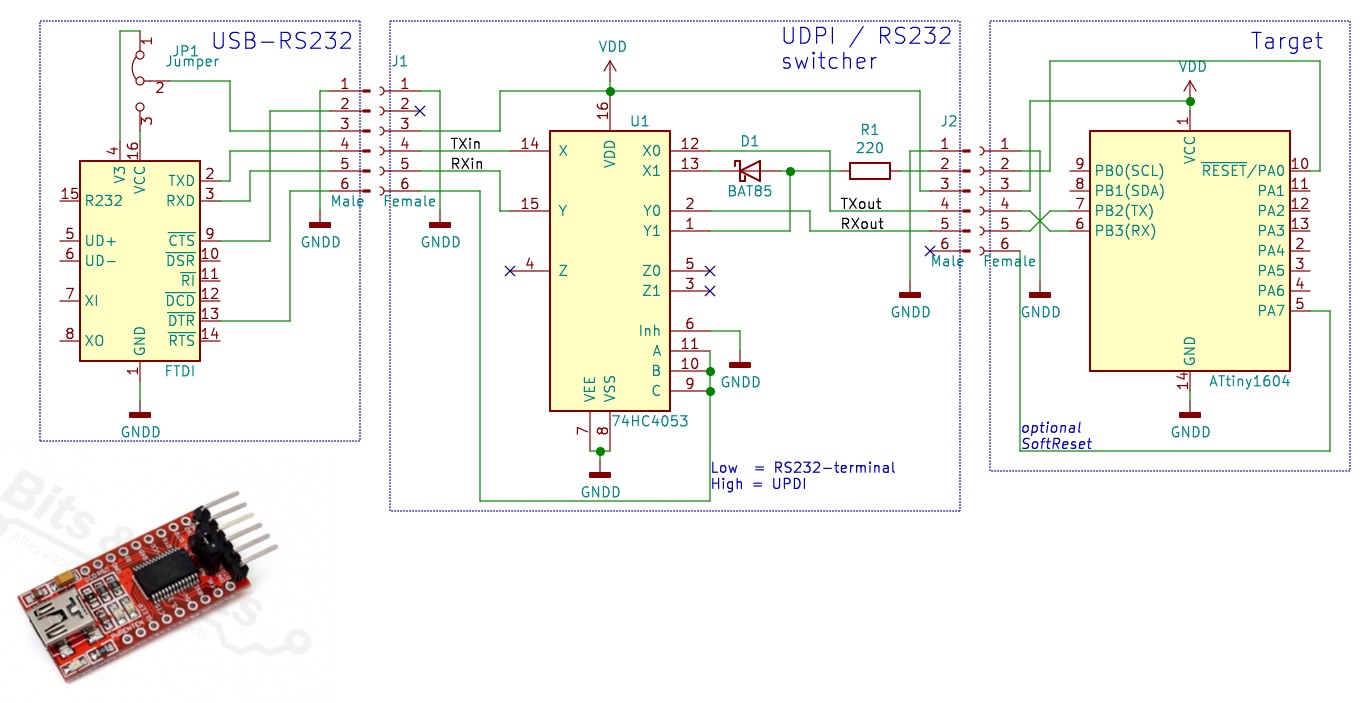 USB-RS232
JP1
Jumper
1
2
3
4
16
V3
VCC
TXD 2
RXD 3
15 R232
5 UD+
6 UD-
CTS 9
DSR 10
RI 11
7 XI
DCD 12
DTR 13
8 XO
RTS 14
GND
1
FTDI
GNDD
1
2
3
4
5
6
Male
GNDD
J1
1
2
3
4
5
6
Female
GNDD
UDPI / RS232
switcher
VDD
16
U1
VDD
TXin
RXin
14 X
15 Y
4 Z
X0 12
X1 13
Y0 2
Y1 1
Z0 5
Z1 3
Inh 6
A 11
B 10
C 9
VEE
VSS
7
8
74HC4053
GNDD
GNDD
D1
BAT85
R1
220
TXout
RXout
Low = RS232-terminal
High = UPDI
J2
1
2
3
4
5
6
Male
GNDD
Target
1
2
3
4
5
6
Female
GNDD
VDD
1
VCC
9 PB0(SCL)
8 PB1(SDA)
7 PB2(TX)
6 PB3(RX)
RESET/PA0 10
PA1 11
PA2 12
PA3 13
PA4 2
PA5 3
PA6 4
PA7 5
GND
14
ATtiny1604
GNDD
optional
SoftReset
Bits &
Alles voor